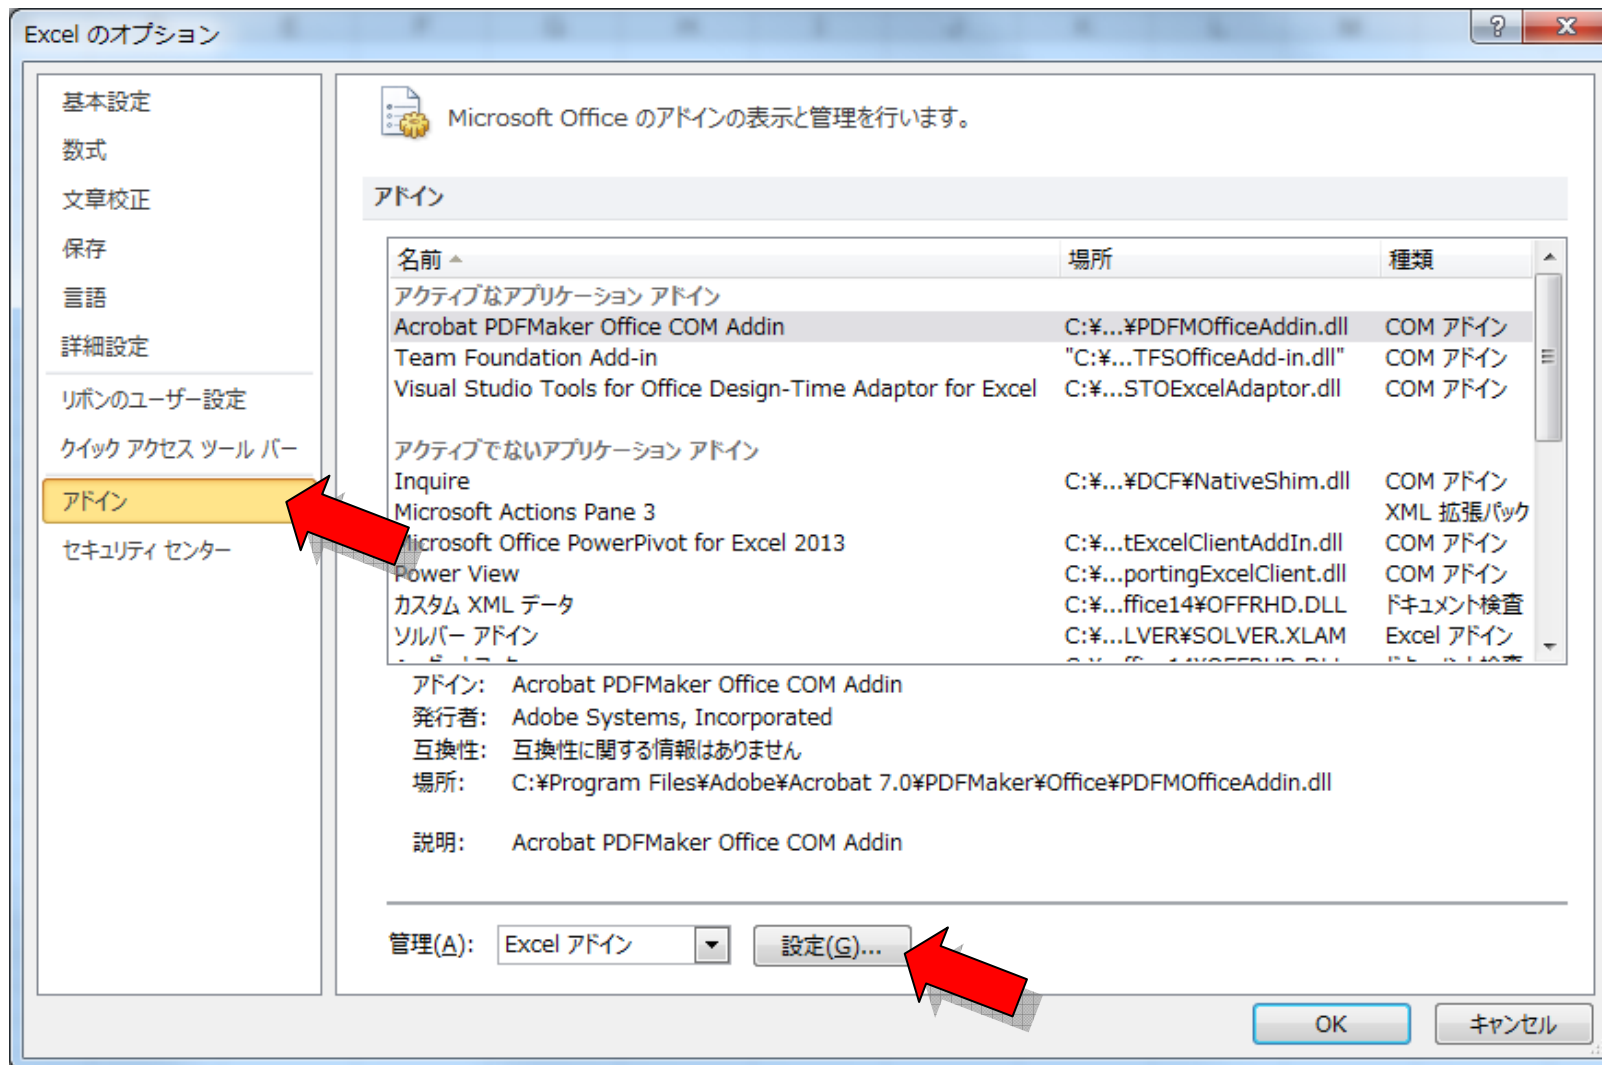 Excel のオプション
基本設定
数式
文章校正
保存
言語
詳細設定
リボンのユーザー設定
クイック アクセス ツール バー
アドイン
セキュリティ センター
Microsoft Office のアドインの表示と管理を行います。
アドイン
名前 場所 種類
アクティブなアプリケーション アドイン
Acrobat PDFMaker Office COM Addin C:¥...¥PDFMOfficeAddin.dll COM アドイン
Team Foundation Add-in "C:¥...TFSOfficeAdd-in.dll" COM アドイン
Visual Studio Tools for Office Design-Time Adaptor for Excel C:¥...STOExcelAdaptor.dll COM アドイン
アクティブでないアプリケーション アドイン
Inquire C:¥...¥DCF¥NativeShim.dll COM アドイン
Microsoft Actions Pane 3 XML 拡張パック
Microsoft Office PowerPivot for Excel 2013 C:¥...tExcelClientAddIn.dll COM アドイン
Power View C:¥...portingExcelClient.dll COM アドイン
カスタム XML データ C:¥...ffice14¥OFFRHD.DLL ドキュメント検査
ソルバー アドイン C:¥...LVER¥SOLVER.XLAM Excel アドイン
アドイン: Acrobat PDFMaker Office COM Addin
発行者: Adobe Systems, Incorporated
互換性: 互換性に関する情報はありません
場所: C:¥Program Files¥Adobe¥Acrobat 7.0¥PDFMaker¥Office¥PDFMOfficeAddin.dll
説明: Acrobat PDFMaker Office COM Addin
管理(A): Excel アドイン 設定(G)...
OK キャンセル